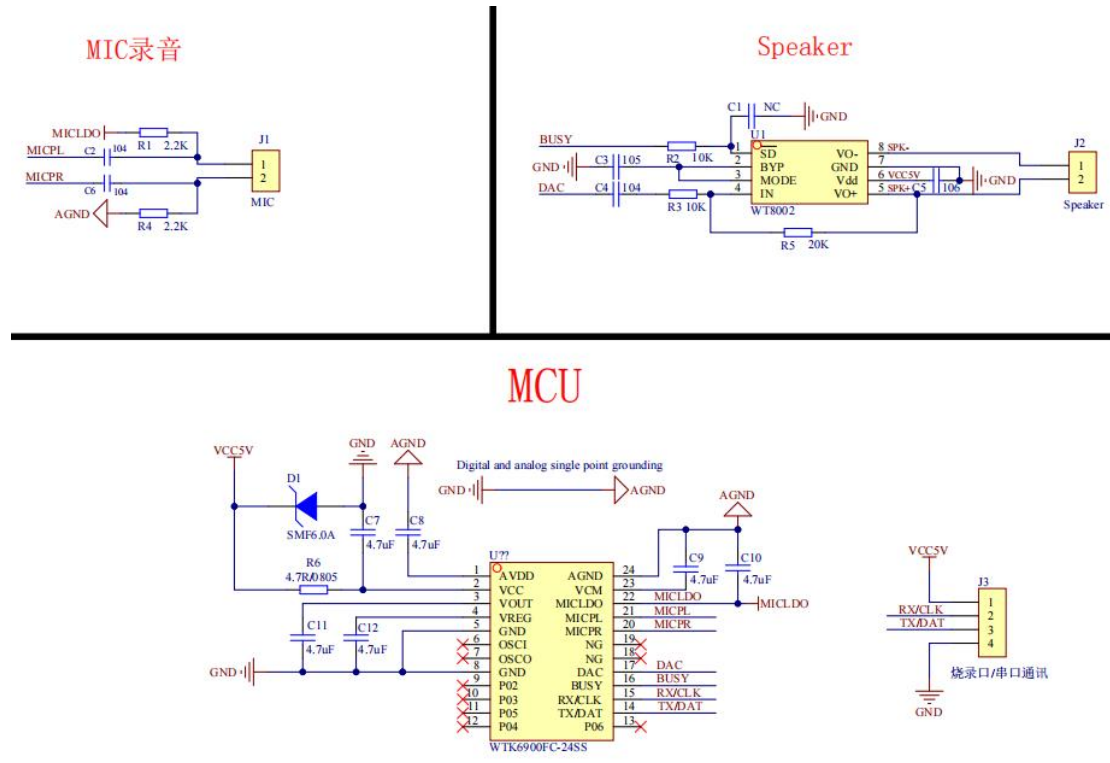 MIC录音
MICLDO
R1 2.2K
MICPL
C2 104
J1
1
2
MIC
MICPR
C6 104
AGND
R4 2.2K
Speaker
C1 NC
GND
BUSY
R2 10K
U1
GND
C3 105
DAC
C4 104
R3 10K
1 SD
2 BYP
3 MODE
4 IN
VO- 8 SPK-
GND 7
Vdd 6 VCC5V
VO+ 5 SPK+
C5 106
GND
WT8002
R5 20K
J2
1
2
Speaker
MCU
VCC5V
GND
AGND
D1
SMF6.0A
C7
4.7uF
C8
4.7uF
R6
4.7R/0805
Digital and analog single point grounding
GND
AGND
AGND
C9
4.7uF
C10
4.7uF
C11
4.7uF
C12
4.7uF
GND
U??
1 AVDD
2 VCC
3 VOUT
4 VREG
5 GND
6 OSCI
7 OSCO
8 GND
9 P02
10 P03
11 P05
12 P04
AGND 24
VCM 23
MICLDO 22 MICLDO
MICPL 21 MICPL
MICPR 20 MICPR
NG 19
NG 18
DAC 17 DAC
BUSY 16 BUSY
RX/CLK 15 RX/CLK
TX/DAT 14 TX/DAT
P06 13
WTK6900FC-24SS
MICLDO
VCC5V
J3
1
RX/CLK 2
TX/DAT 3
4
烧录口/串口通讯
GND